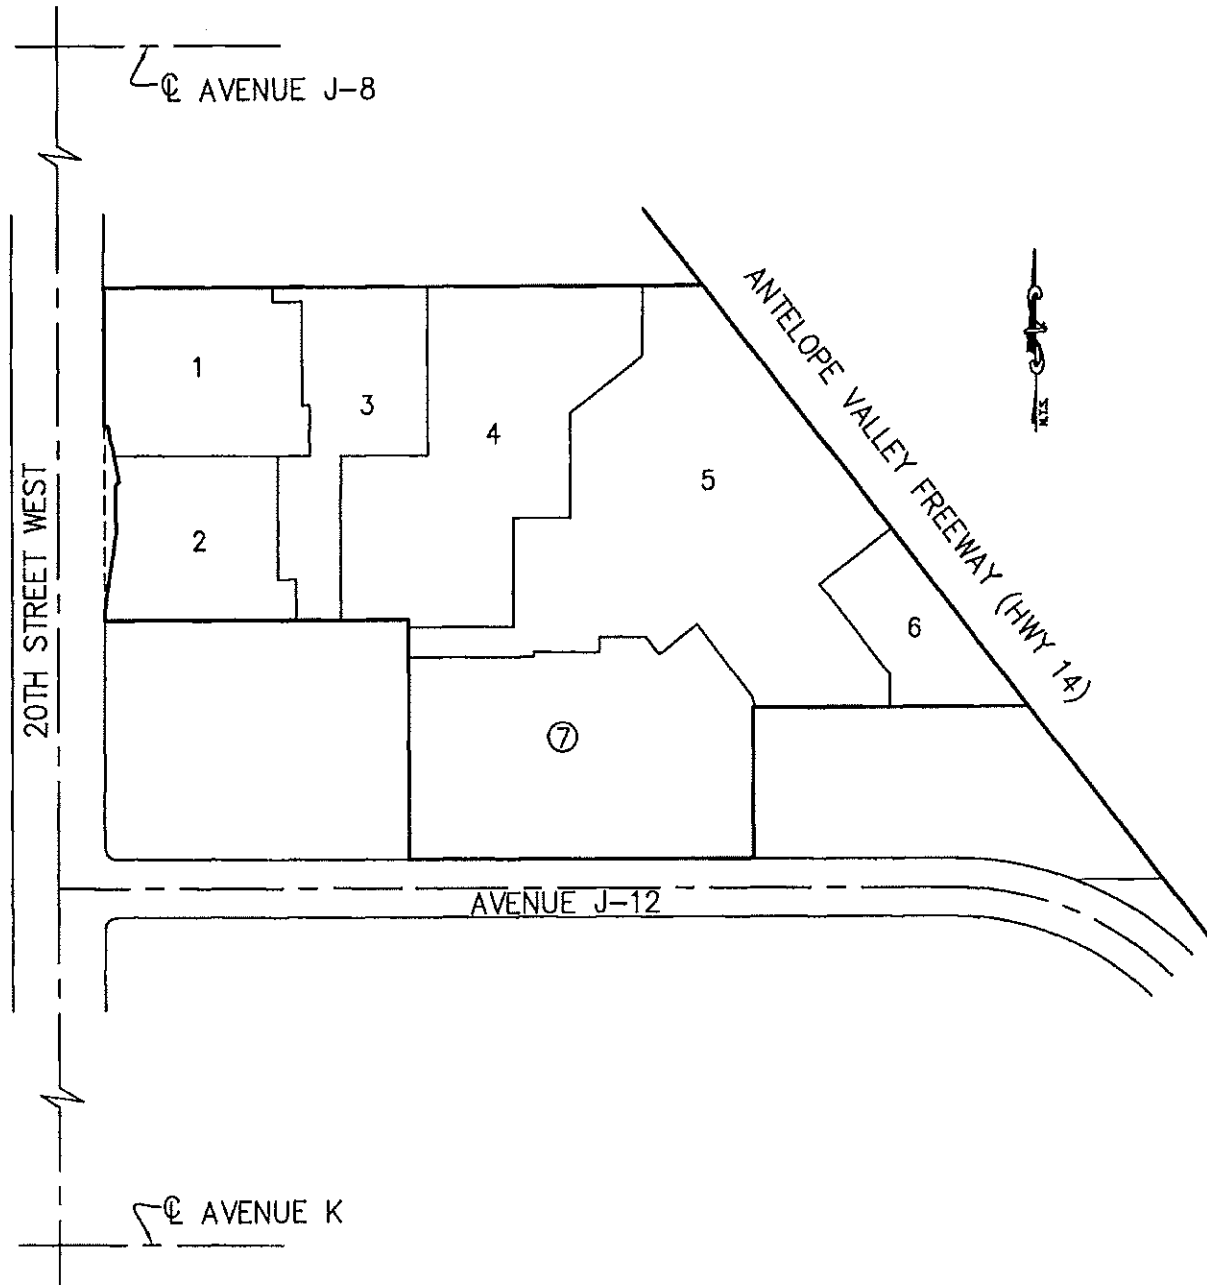 ℄ AVENUE J-8
ANTELOPE VALLEY FREEWAY (HWY 14)
N.T.S.
1
3
4
5
2
6
20TH STREET WEST
7
AVENUE J-12
℄ AVENUE K